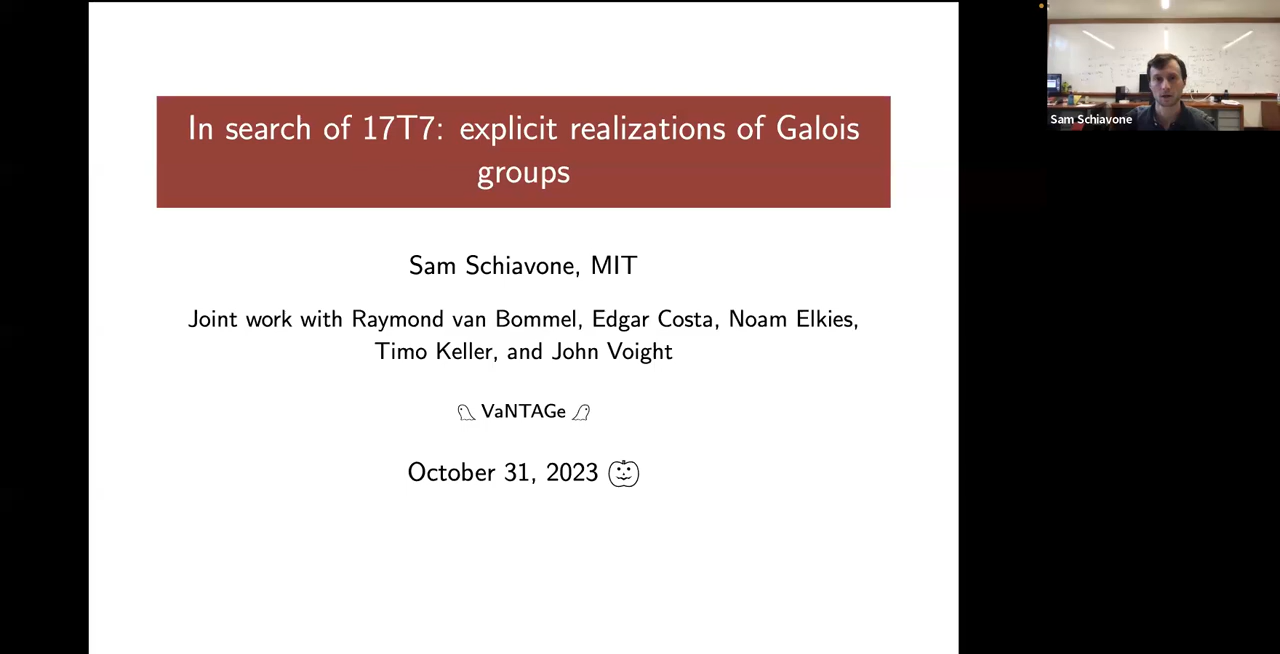 In search of 17T7: explicit realizations of Galois
groups
Sam Schiavone, MIT
Joint work with Raymond van Bommel, Edgar Costa, Noam Elkies,
Timo Keller, and John Voight
VaNTAGe
October 31, 2023
Sam Schiavone